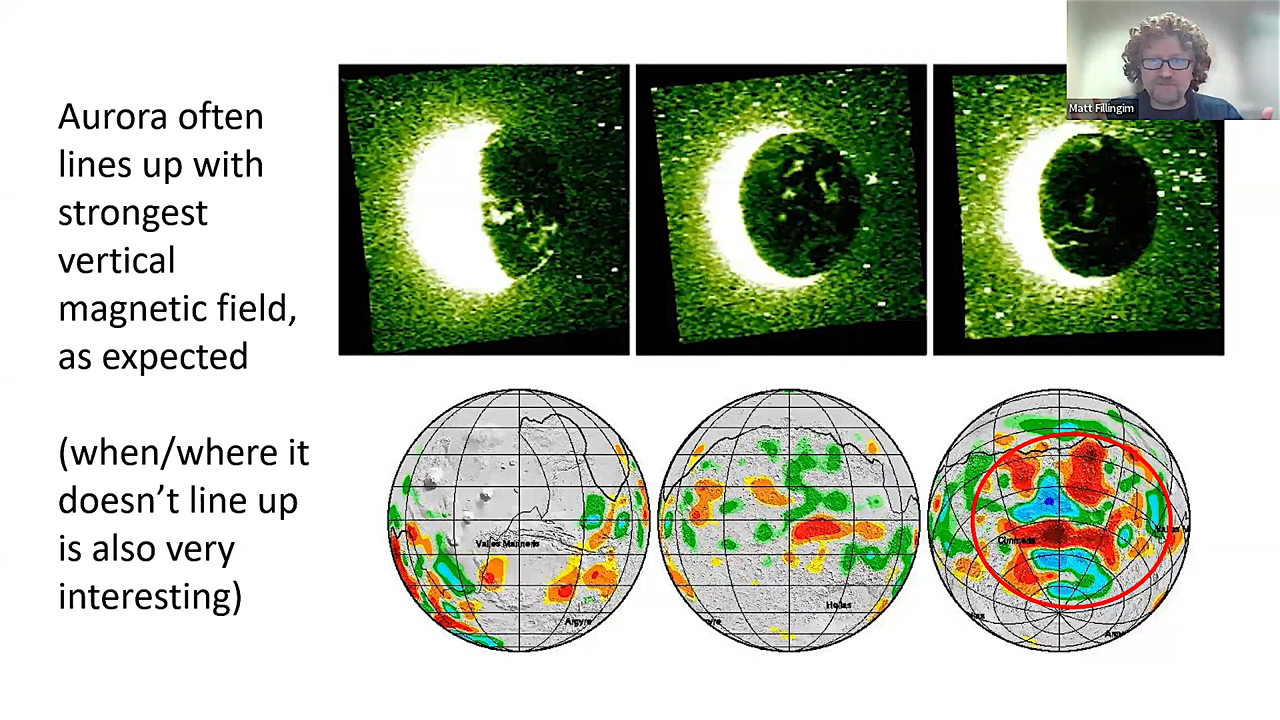 Aurora often
lines up with
strongest
vertical
magnetic field,
as expected
(when/where it
doesn’t line up
is also very
interesting)
Matt Fillingim
Valles Marineris
Argyre
Hellas
Cimmeria